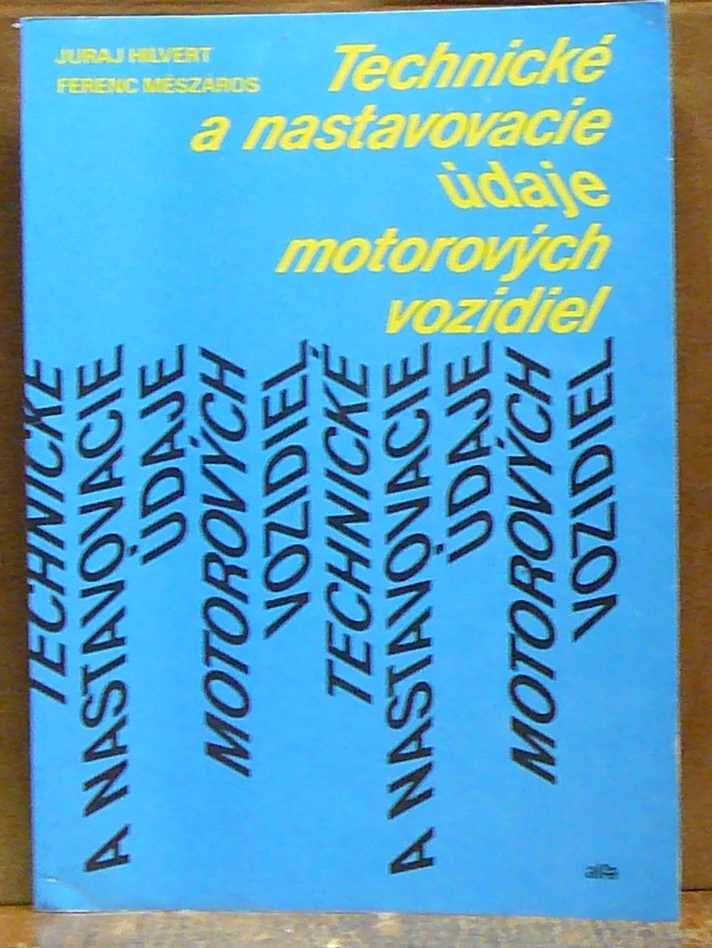 JURAJ HILVERT
FERENC MÉSZÁROS
Technické
a nastavovacie
údaje
motorových
vozidiel
TECHNICKÉ
A NASTAVOVACIE
ÚDAJE
MOTOROVÝCH
VOZIDIEL
TECHNICKÉ
A NASTAVOVACIE
ÚDAJE
MOTOROVÝCH
VOZIDIEL
alfa